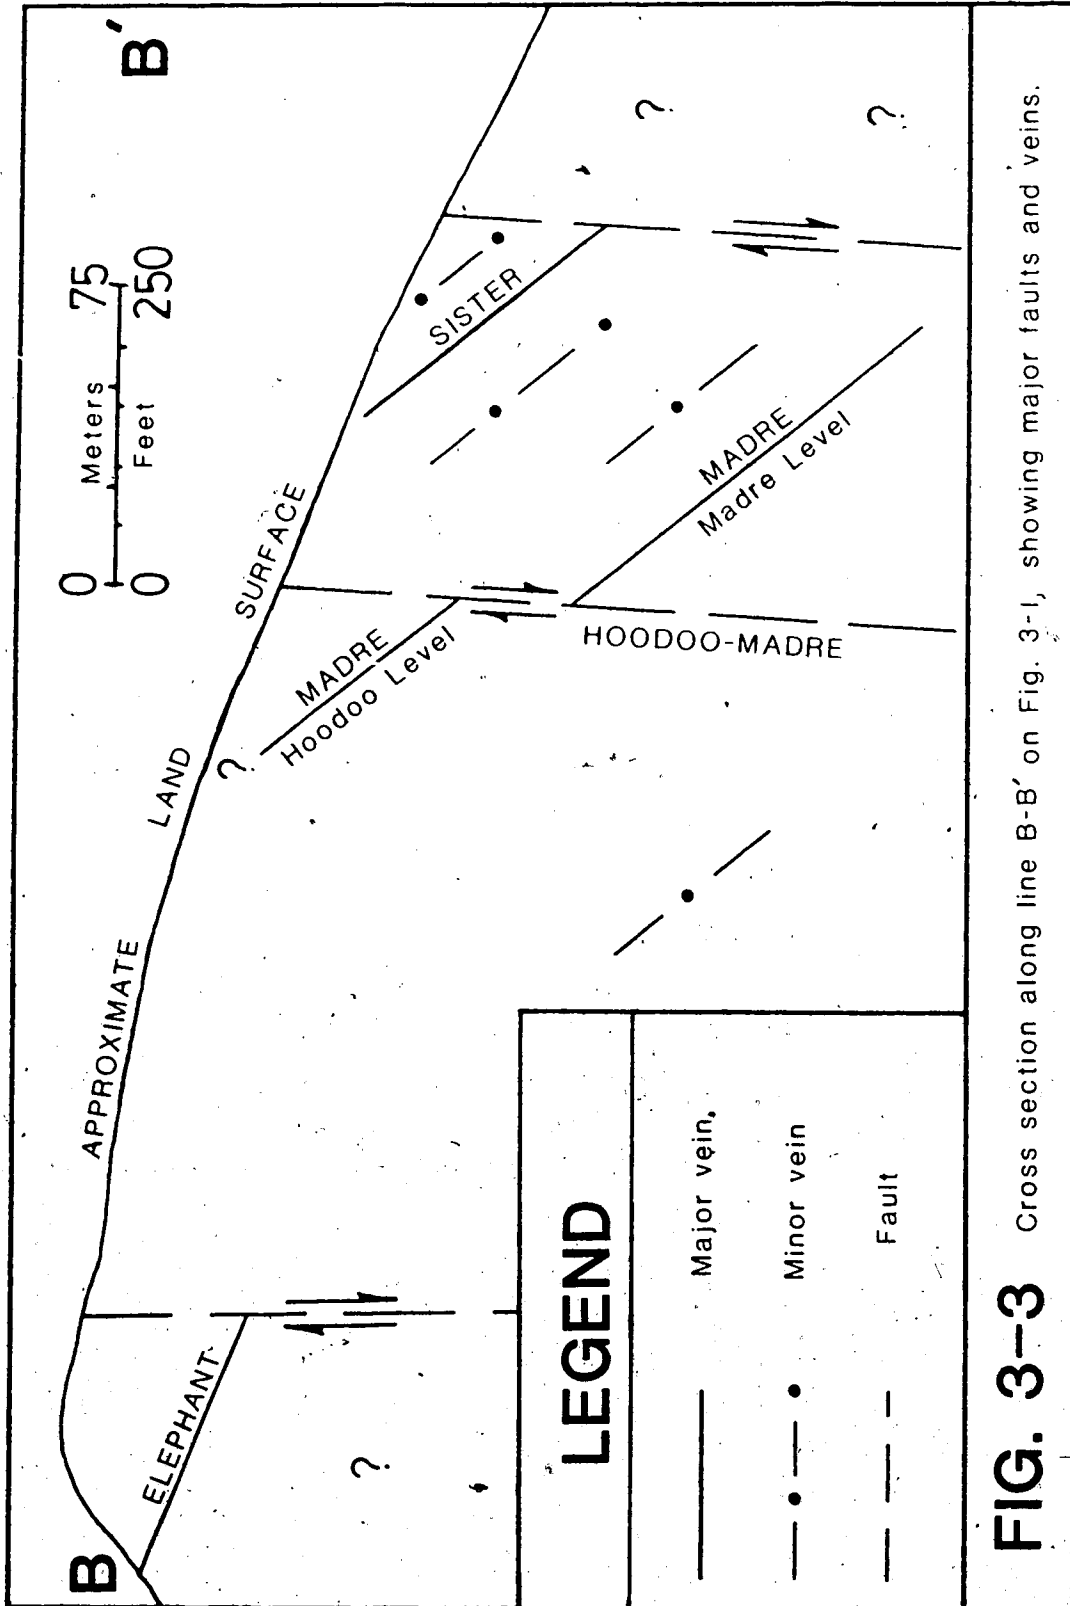 B
B′
0 75
Meters
Feet
0 250
APPROXIMATE LAND SURFACE
ELEPHANT
?
?
MADRE
Hoodoo Level
HOODOO-MADRE
SISTER
MADRE
Madre Level
?
?
LEGEND
Major vein
Minor vein
Fault
FIG. 3-3 Cross section along line B-B′ on Fig. 3-1, showing major faults and veins.